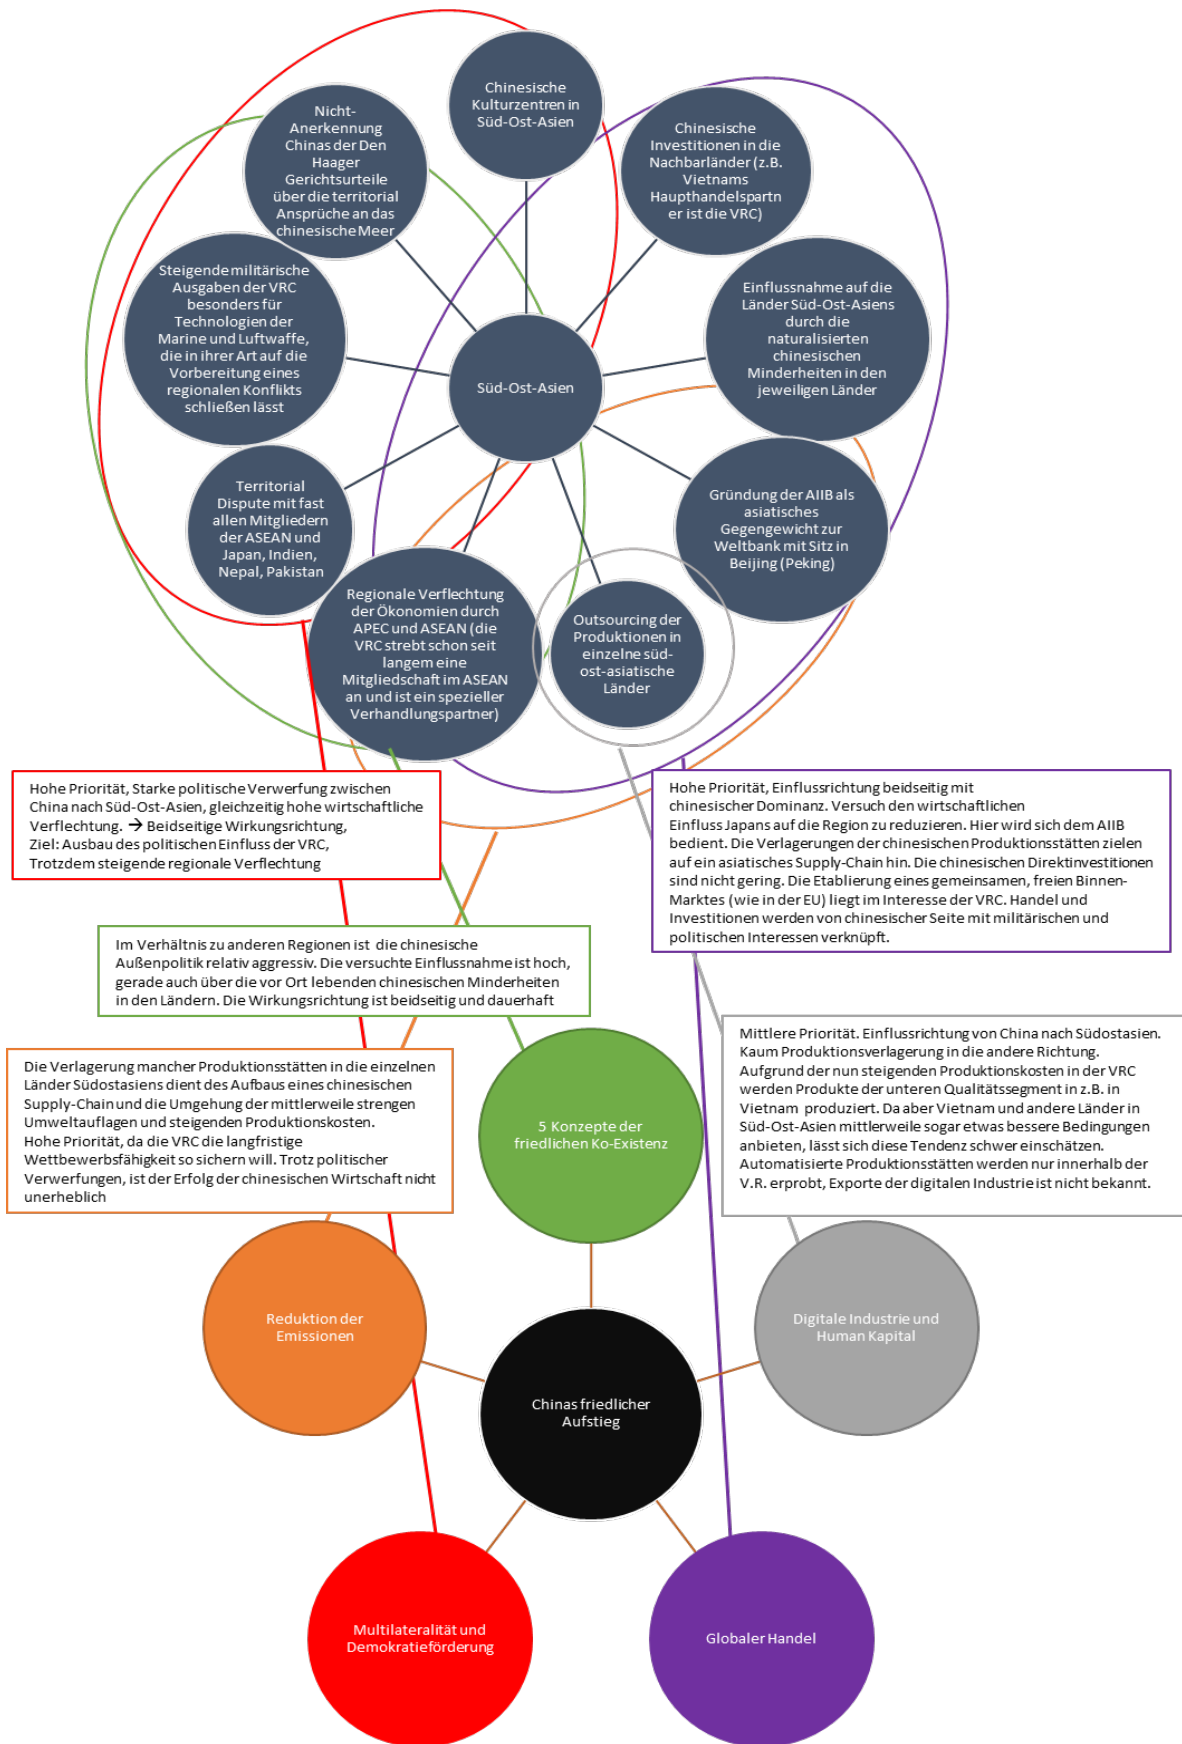 Chinesische
Kulturzentren in
Süd-Ost-Asien
Nicht-
Anerkennung
Chinas der Den
Haager
Gerichtsurteile
über die territorial
Ansprüche an das
chinesische Meer
Chinesische
Investitionen in die
Nachbarländer (z.B.
Vietnams
Haupthandelspartn
er ist die VRC)
Steigende militärische
Ausgaben der VRC
besonders für
Technologien der
Marine und Luftwaffe,
die in ihrer Art auf die
Vorbereitung eines
regionalen Konflikts
schließen lässt
Süd-Ost-Asien
Einflussnahme auf die
Länder Süd-Ost-Asiens
durch die
naturalisierten
chinesischen
Minderheiten in den
jeweiligen Länder
Territorial
Dispute mit fast
allen Mitgliedern
der ASEAN und
Japan, Indien,
Nepal, Pakistan
Gründung der AIIB als
asiatisches
Gegengewicht zur
Weltbank mit Sitz in
Beijing (Peking)
Regionale Verflechtung
der Ökonomien durch
APEC und ASEAN (die
VRC strebt schon seit
langem eine
Mitgliedschaft im ASEAN
an und ist ein spezieller
Verhandlungspartner)
Outsourcing der
Produktionen in
einzelne süd-
ost-asiatische
Länder
Hohe Priorität, Starke politische Verwerfung zwischen
China nach Süd-Ost-Asien, gleichzeitig hohe wirtschaftliche
Verflechtung. → Beidseitige Wirkungsrichtung,
Ziel: Ausbau des politischen Einfluss der VRC,
Trotzdem steigende regionale Verflechtung
Hohe Priorität, Einflussrichtung beidseitig mit
chinesischer Dominanz. Versuch den wirtschaftlichen
Einfluss Japans auf die Region zu reduzieren. Hier wird sich dem AIIB
bedient. Die Verlagerungen der chinesischen Produktionsstätten zielen
auf ein asiatisches Supply-Chain hin. Die chinesischen Direktinvestitionen
sind nicht gering. Die Etablierung eines gemeinsamen, freien Binnen-
Marktes (wie in der EU) liegt im Interesse der VRC. Handel und
Investitionen werden von chinesischer Seite mit militärischen und
politischen Interessen verknüpft.
Im Verhältnis zu anderen Regionen ist die chinesische
Außenpolitik relativ aggressiv. Die versuchte Einflussnahme ist hoch,
gerade auch über die vor Ort lebenden chinesischen Minderheiten
in den Ländern. Die Wirkungsrichtung ist beidseitig und dauerhaft
Mittlere Priorität. Einflussrichtung von China nach Südostasien.
Kaum Produktionsverlagerung in die andere Richtung.
Aufgrund der nun steigenden Produktionskosten in der VRC
werden Produkte der unteren Qualitätssegment in z.B. in
Vietnam produziert. Da aber Vietnam und andere Länder in
Süd-Ost-Asien mittlerweile sogar etwas bessere Bedingungen
anbieten, lässt sich diese Tendenz schwer einschätzen.
Automatisierte Produktionsstätten werden nur innerhalb der
V.R. erprobt, Exporte der digitalen Industrie ist nicht bekannt.
Die Verlagerung mancher Produktionsstätten in die einzelnen
Länder Südostasiens dient des Aufbaus eines chinesischen
Supply-Chain und die Umgehung der mittlerweile strengen
Umweltauflagen und steigenden Produktionskosten.
Hohe Priorität, da die VRC die langfristige
Wettbewerbsfähigkeit so sichern will. Trotz politischer
Verwerfungen, ist der Erfolg der chinesischen Wirtschaft nicht
unerheblich
5 Konzepte der
friedlichen Ko-Existenz
Reduktion der
Emissionen
Digitale Industrie und
Human Kapital
Chinas friedlicher
Aufstieg
Multilateralität und
Demokratieförderung
Globaler Handel